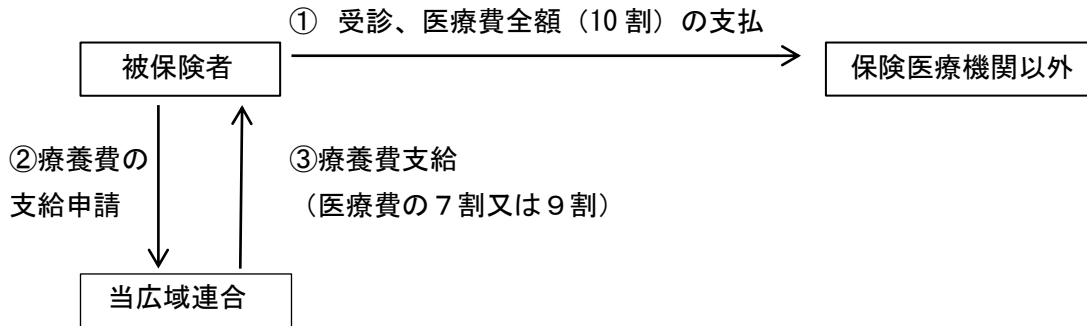 ① 受診、医療費全額（10 割）の支払
被保険者
保険医療機関以外
②療養費の
支給申請
③療養費支給
（医療費の７割又は９割）
当広域連合